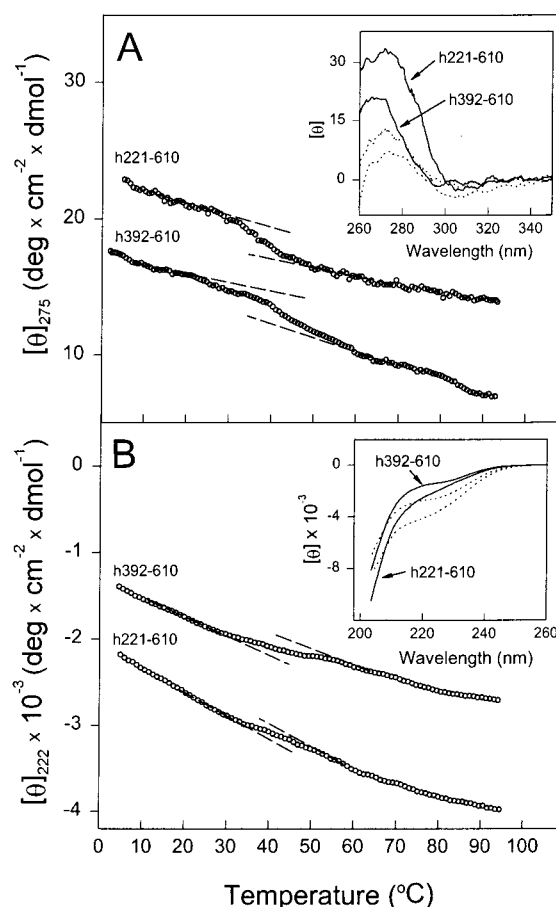 A
[θ]275 (deg x cm-2 x dmol-1)
35
30
20
10
h221-610
h392-610
[θ]
30
15
0
h221-610
h392-610
260 280 300 320 340
Wavelength (nm)
B
[θ]222 x 10-3 (deg x cm-2 x dmol-1)
0
-1
-2
-3
-4
h392-610
h221-610
[θ] x 10-3
0
-4
-8
h392-610
h221-610
200 220 240 260
Wavelength (nm)
0 10 20 30 40 50 60 70 80 90 100
Temperature (°C)